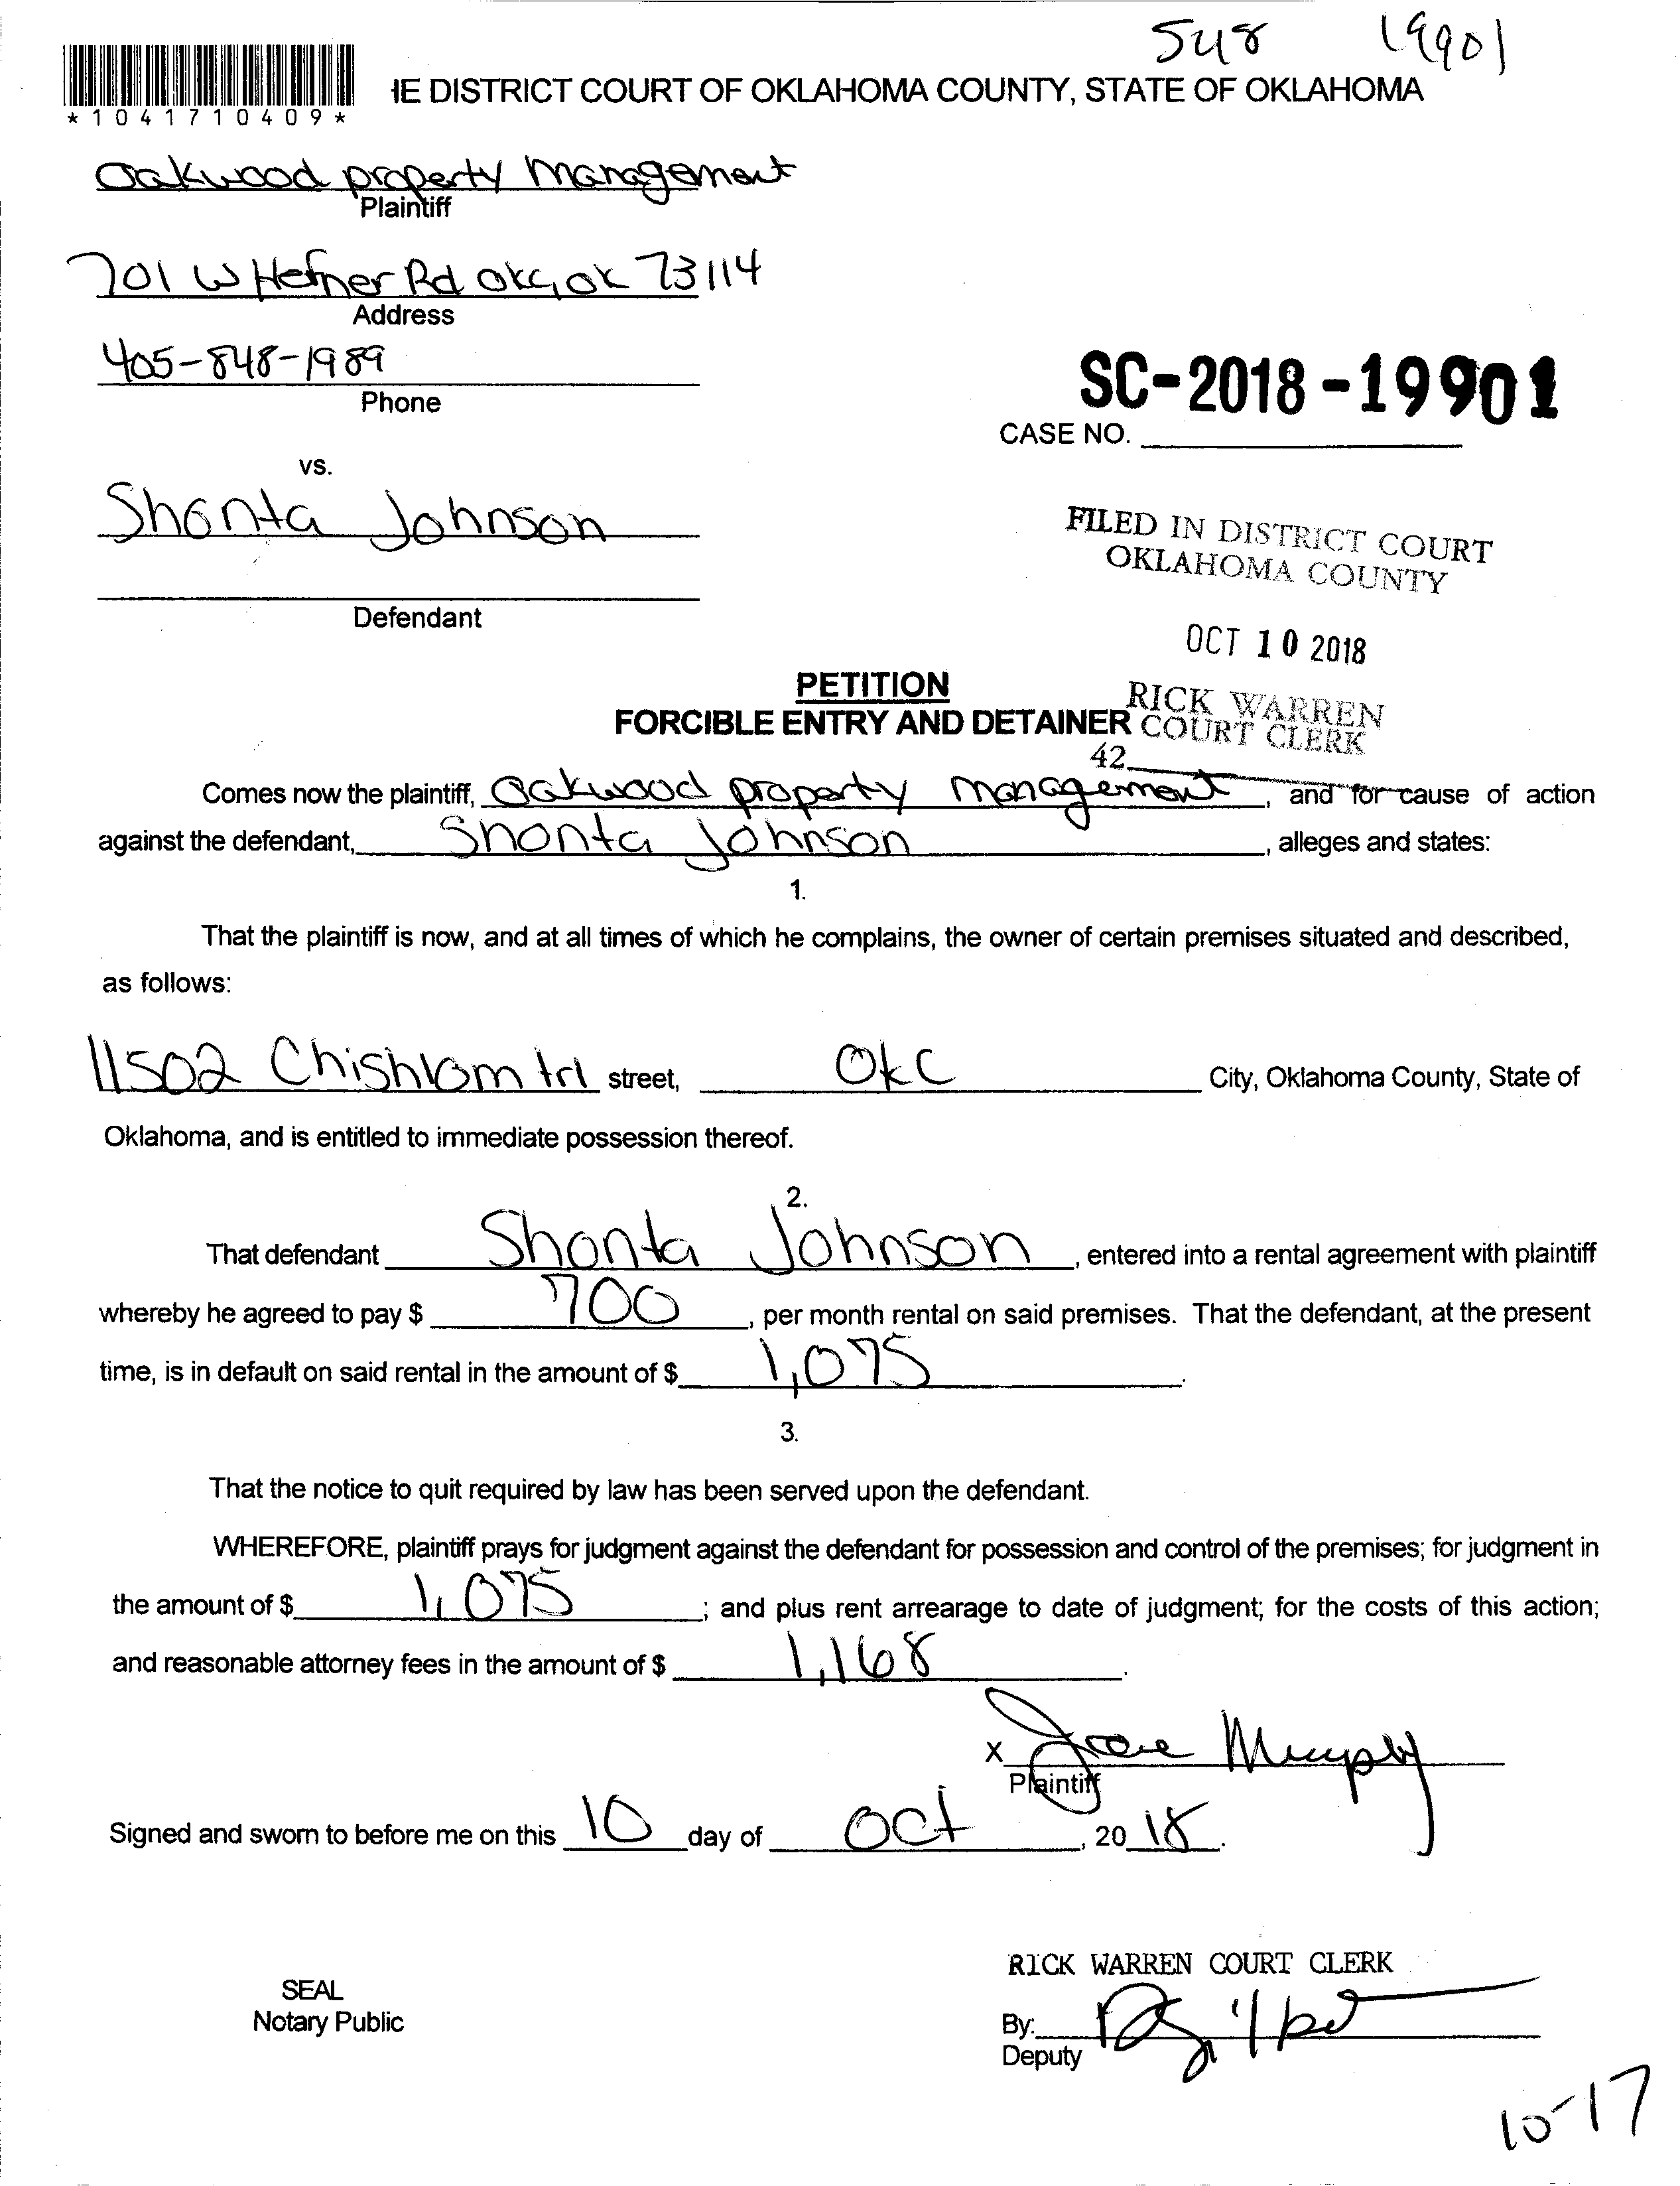 548 19901
*1041710409*
IE DISTRICT COURT OF OKLAHOMA COUNTY, STATE OF OKLAHOMA
Oakwood property Management
Plaintiff
701 W Hefner Rd OKC, OK 73114
Address
405-848-1989
Phone
SC-2018-19901
CASE NO.
vs.
Shonta Johnson
Defendant
FILED IN DISTRICT COURT
OKLAHOMA COUNTY
OCT 10 2018
RICK WARREN
COURT CLERK
42
PETITION
FORCIBLE ENTRY AND DETAINER
Comes now the plaintiff, Oakwood property management, and for cause of action
against the defendant, Shonta Johnson, alleges and states:
1.
That the plaintiff is now, and at all times of which he complains, the owner of certain premises situated and described,
as follows:
11502 Chishlom trl street, OKC City, Oklahoma County, State of
Oklahoma, and is entitled to immediate possession thereof.
2.
That defendant Shonta Johnson, entered into a rental agreement with plaintiff
whereby he agreed to pay $ 700, per month rental on said premises. That the defendant, at the present
time, is in default on said rental in the amount of $ 1,075.
3.
That the notice to quit required by law has been served upon the defendant.
WHEREFORE, plaintiff prays for judgment against the defendant for possession and control of the premises; for judgment in
the amount of $ 1,075; and plus rent arrearage to date of judgment; for the costs of this action;
and reasonable attorney fees in the amount of $ 1,168.
X Murphy
Plaintiff
Signed and sworn to before me on this 10 day of Oct, 20 18.
RICK WARREN COURT CLERK
SEAL
Notary Public
By:
Deputy
10-17